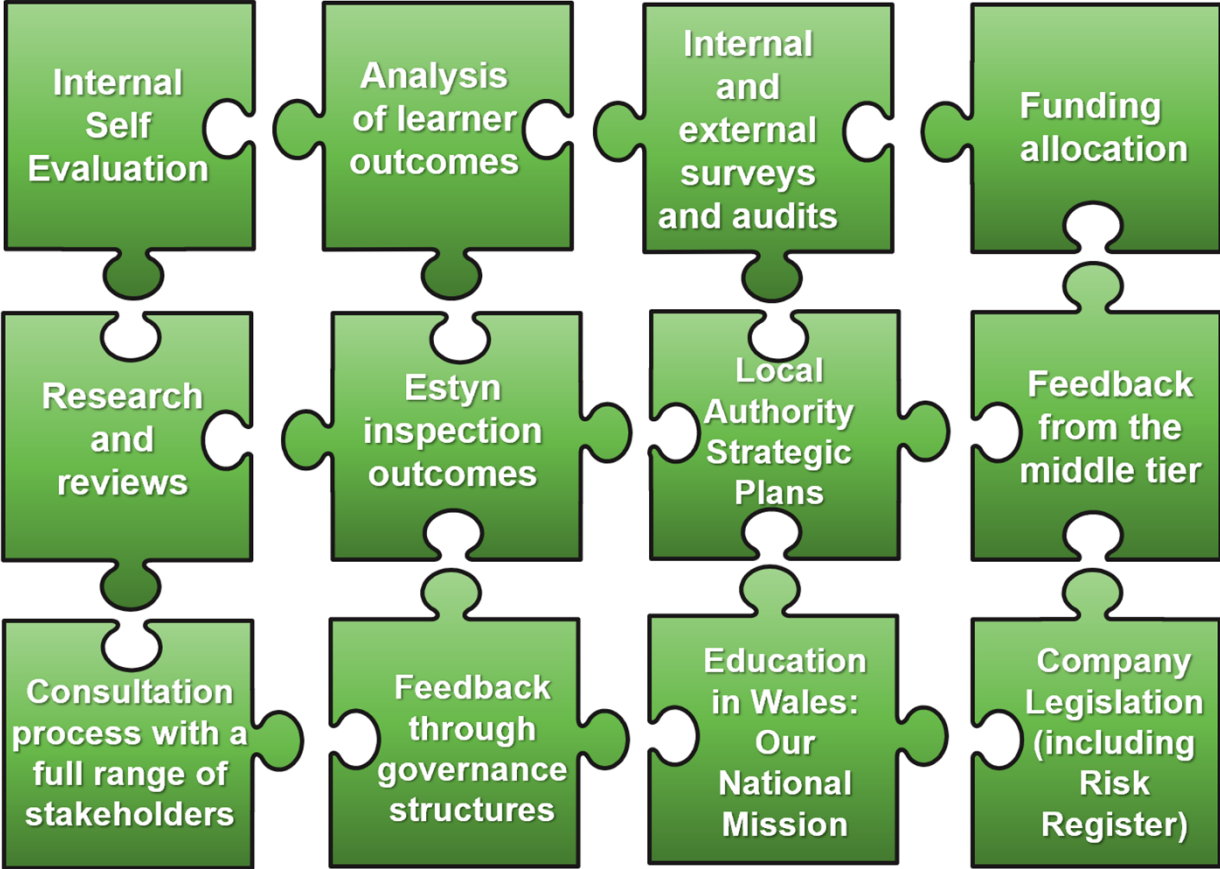 Internal
Self
Evaluation
Analysis
of learner
outcomes
Internal
and
external
surveys
and audits
Funding
allocation
Research
and
reviews
Estyn
inspection
outcomes
Local
Authority
Strategic
Plans
Feedback
from the
middle tier
Consultation
process with a
full range of
stakeholders
Feedback
through
governance
structures
Education
in Wales:
Our
National
Mission
Company
Legislation
(including
Risk
Register)